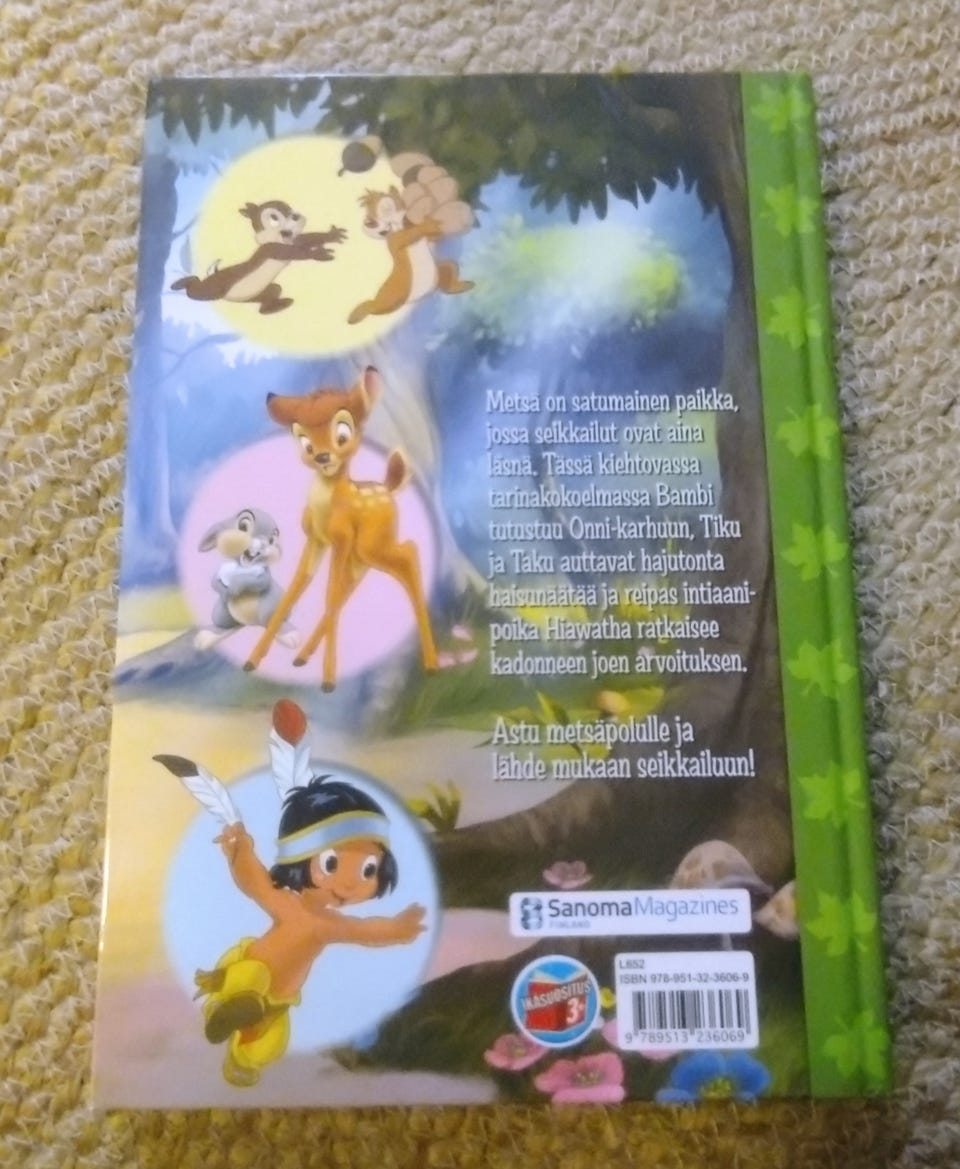 Metsä on satumainen paikka,
jossa seikkailut ovat aina
läsnä. Tässä kiehtovassa
tarinakokoelmassa Bambi
tutustuu Onni-karhuun, Tiku
ja Taku auttavat hajutonta
haisunäätää ja reipas intiaani-
poika Hiawatha ratkaisee
kadonneen joen arvoituksen.
Astu metsäpolulle ja
lähde mukaan seikkailuun!
SanomaMagazines
FINLAND
IKÄSUOSITUS
3+
L652
ISBN 978-951-32-3606-9
9 789513 236069